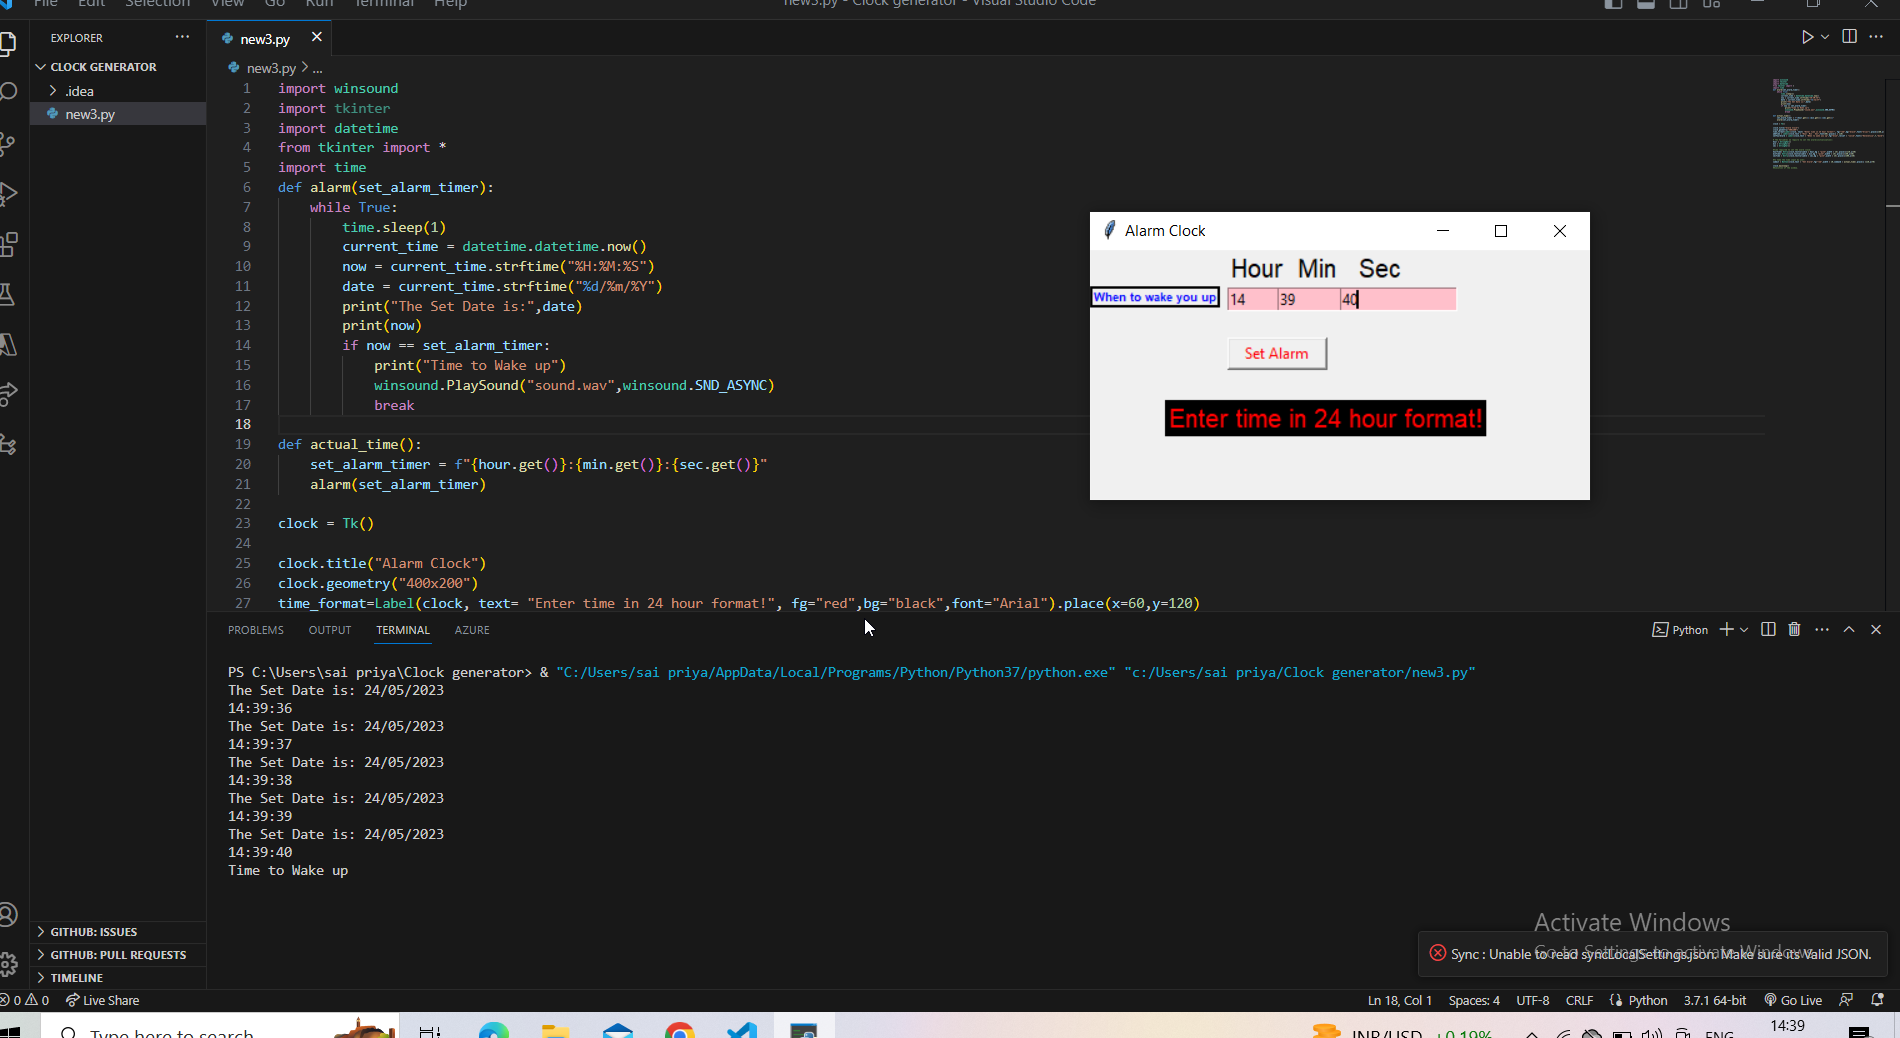 File Edit Selection View Go Run Terminal Help
new3.py - Clock generator - Visual Studio Code
EXPLORER
new3.py
CLOCK GENERATOR
.idea
new3.py
new3.py > ...
1 import winsound
2 import tkinter
3 import datetime
4 from tkinter import *
5 import time
6 def alarm(set_alarm_timer):
7 while True:
8 time.sleep(1)
9 current_time = datetime.datetime.now()
10 now = current_time.strftime("%H:%M:%S")
11 date = current_time.strftime("%d/%m/%Y")
12 print("The Set Date is:",date)
13 print(now)
14 if now == set_alarm_timer:
15 print("Time to Wake up")
16 winsound.PlaySound("sound.wav",winsound.SND_ASYNC)
17 break
18
19 def actual_time():
20 set_alarm_timer = f"{hour.get()}:{min.get()}:{sec.get()}"
21 alarm(set_alarm_timer)
22
23 clock = Tk()
24
25 clock.title("Alarm Clock")
26 clock.geometry("400x200")
27 time_format=Label(clock, text= "Enter time in 24 hour format!", fg="red",bg="black",font="Arial").place(x=60,y=120)
Alarm Clock
Hour Min Sec
When to wake you up 14 39 40
Set Alarm
Enter time in 24 hour format!
PROBLEMS OUTPUT TERMINAL AZURE
Python
PS C:\Users\sai priya\Clock generator> & "C:/Users/sai priya/AppData/Local/Programs/Python/Python37/python.exe" "c:/Users/sai priya/Clock generator/new3.py"
The Set Date is: 24/05/2023
14:39:36
The Set Date is: 24/05/2023
14:39:37
The Set Date is: 24/05/2023
14:39:38
The Set Date is: 24/05/2023
14:39:39
The Set Date is: 24/05/2023
14:39:40
Time to Wake up
GITHUB: ISSUES
GITHUB: PULL REQUESTS
TIMELINE
Activate Windows
Go to Settings to activate Windows.
Sync : Unable to read syncLocalSettings.json. Make sure its Valid JSON.
0 0 Live Share
Ln 18, Col 1 Spaces: 4 UTF-8 CRLF Python 3.7.1 64-bit Go Live
Type here to search
INR/USD +0.19%
ENG
14:39